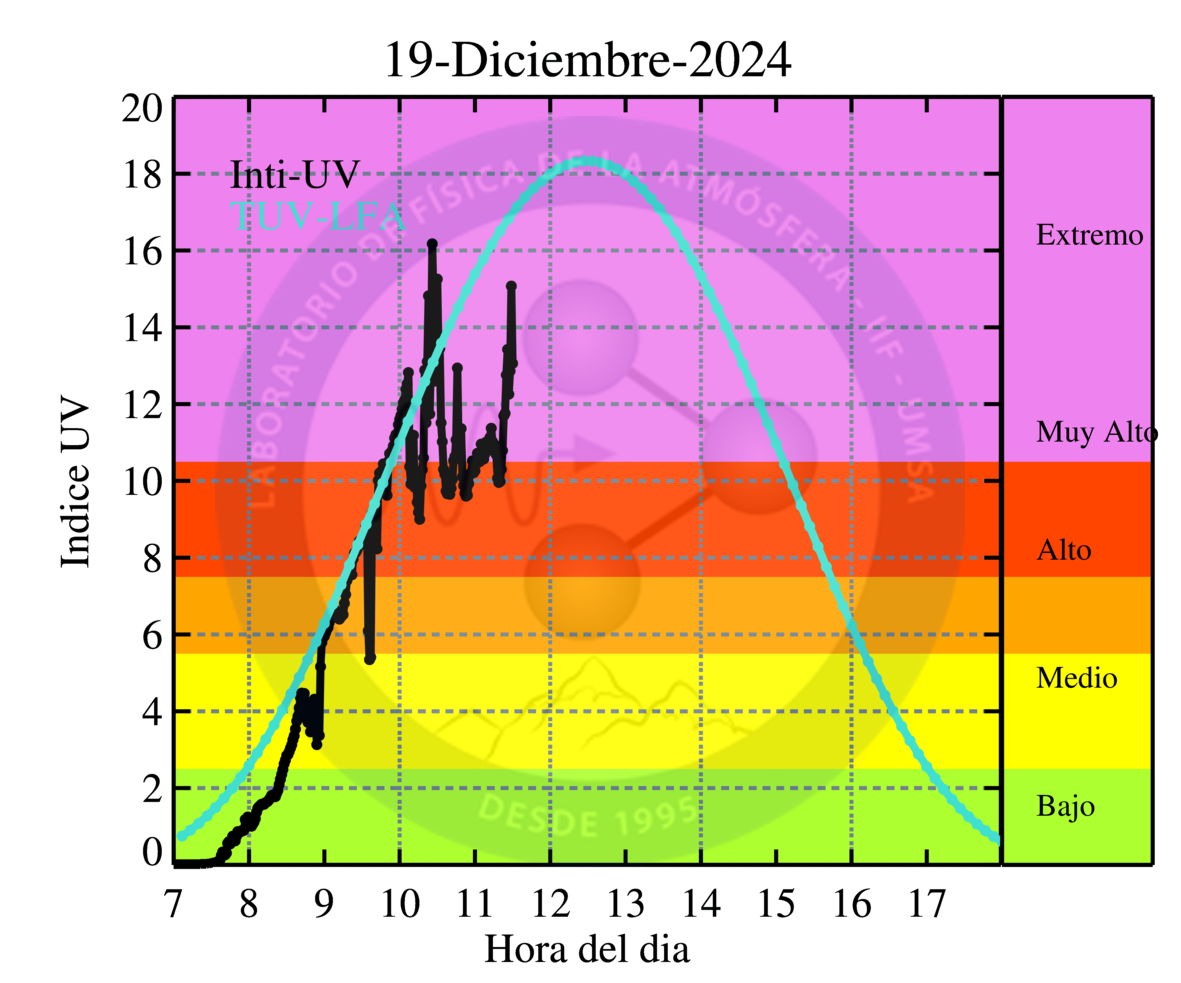 19-Diciembre-2024
Inti-UV
TUV-LFA
LABORATORIO DE FÍSICA DE LA ATMÓSFERA - IIF - UMSA
DESDE 1995
Indice UV
20
18
16
14
12
10
8
6
4
2
0
Extremo
Muy Alto
Alto
Medio
Bajo
7 8 9 10 11 12 13 14 15 16 17
Hora del dia